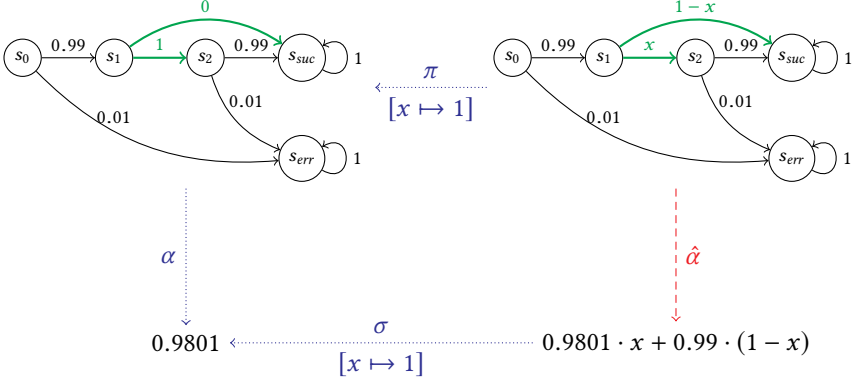 0 1 − x
s0 0.99 s1 1 s2 0.99 ssuc 1 s0 0.99 s1 x s2 0.99 ssuc 1
π
[x ↦ 1]
0.01 0.01 0.01 0.01
serr 1 serr 1
α α̂
σ
0.9801 0.9801 · x + 0.99 · (1 − x)
[x ↦ 1]